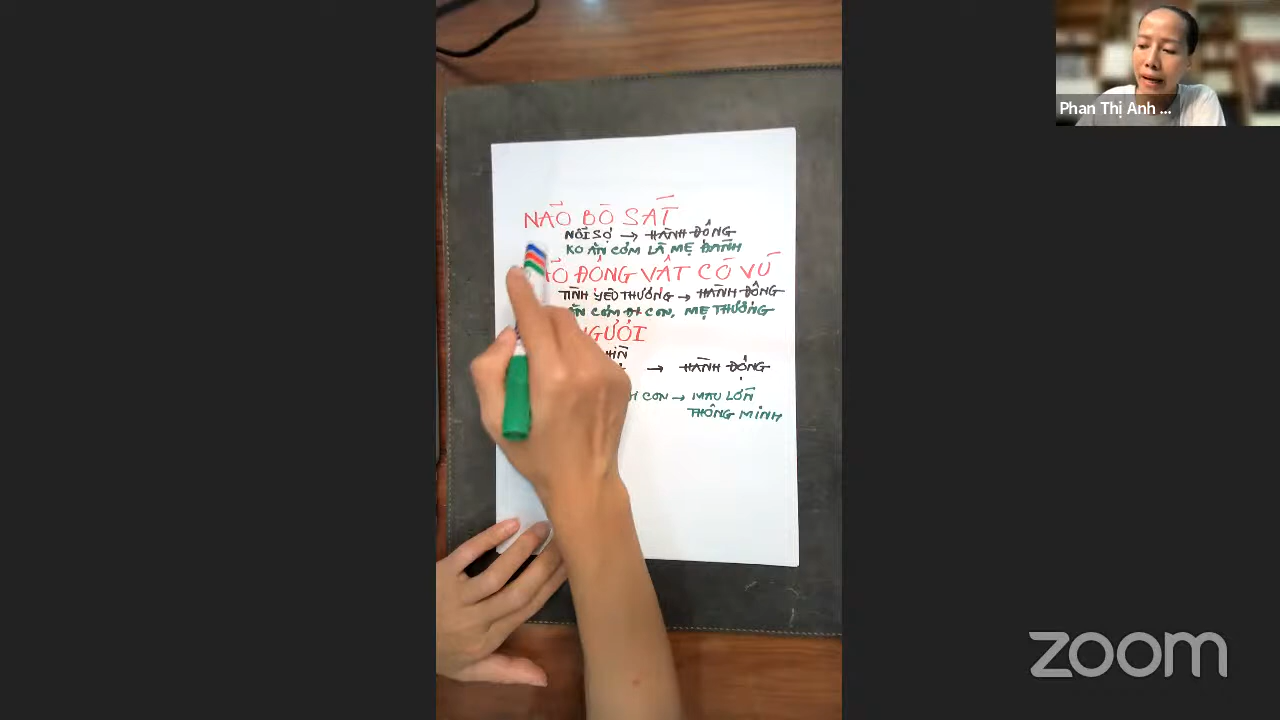 Phan Thị Anh ...
NÃO BÒ SÁT
NỖI SỢ → HÀNH ĐỘNG
KO ĂN CƠM LÀ MẸ ĐÁNH
ĐỘNG VẬT CÓ VÚ
TÌNH YÊU THƯƠNG → HÀNH ĐỘNG
ĂN CƠM ĐI CON, MẸ THƯƠNG
NGƯỜI
→ HÀNH ĐỘNG
CON → MAU LỚN
THÔNG MINH
zoom